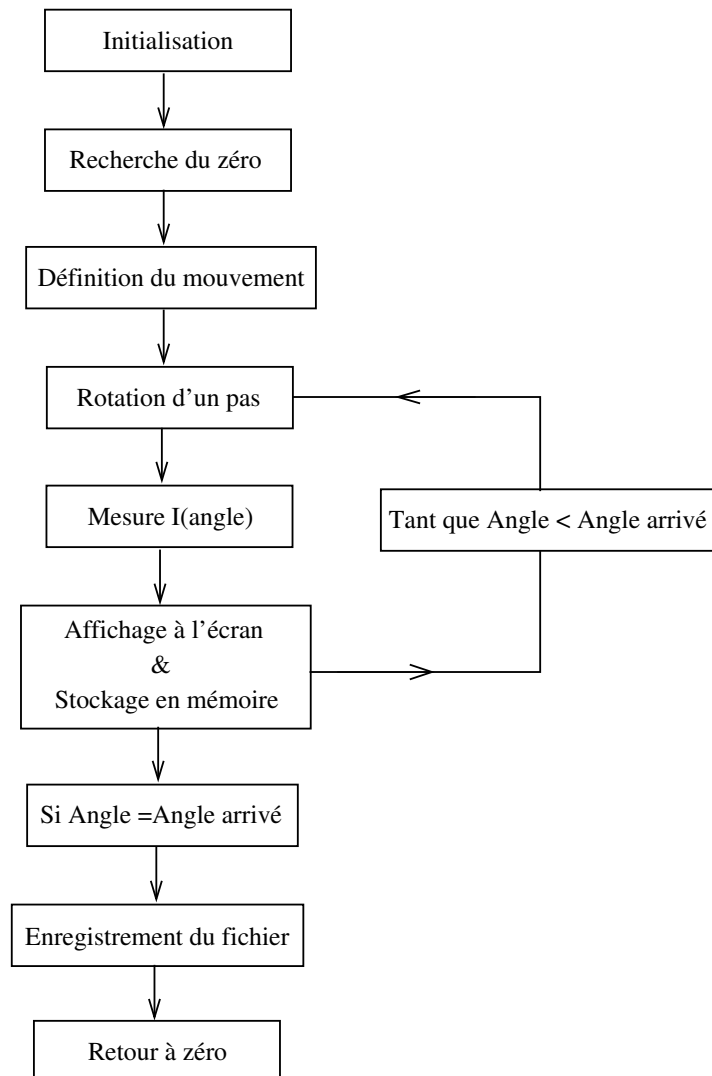 Initialisation
Recherche du zéro
Définition du mouvement
Rotation d’un pas
Mesure I(angle)
Tant que Angle < Angle arrivé
Affichage à l’écran
&
Stockage en mémoire
Si Angle =Angle arrivé
Enregistrement du fichier
Retour à zéro